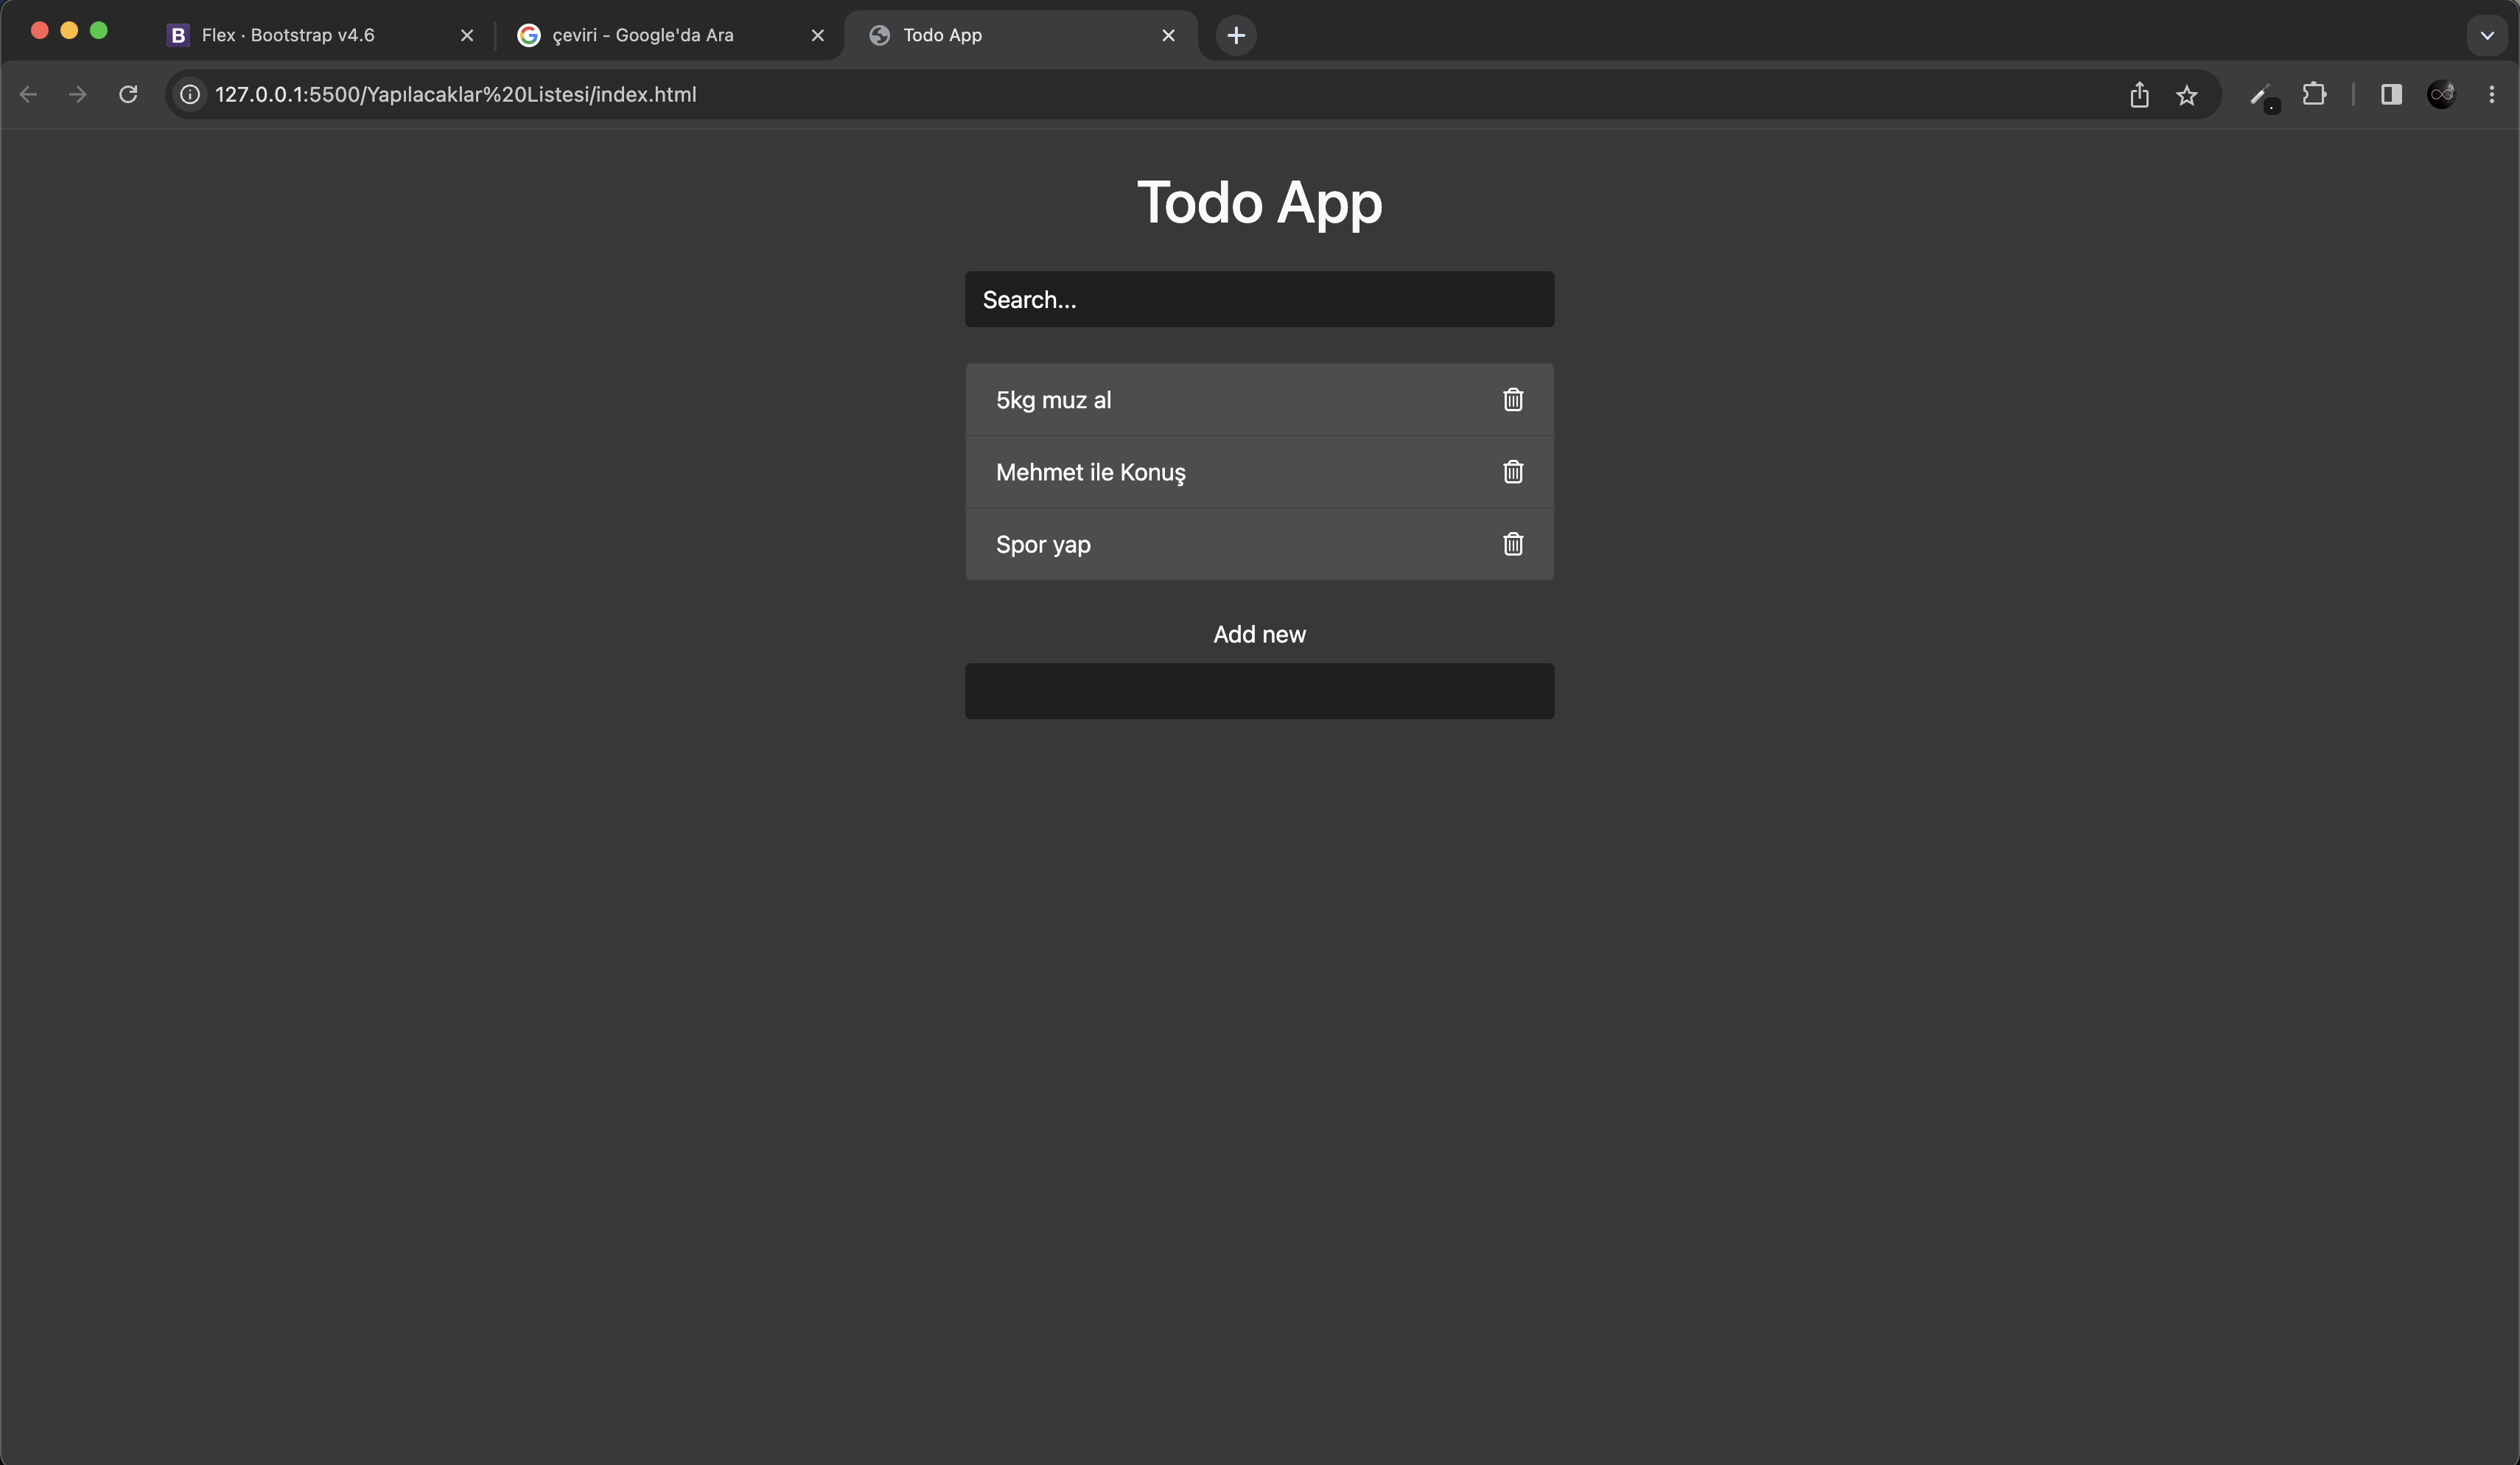 Flex · Bootstrap v4.6
çeviri - Google'da Ara
Todo App
127.0.0.1:5500/Yapılacaklar%20Listesi/index.html
Todo App
Search...
5kg muz al
Mehmet ile Konuş
Spor yap
Add new